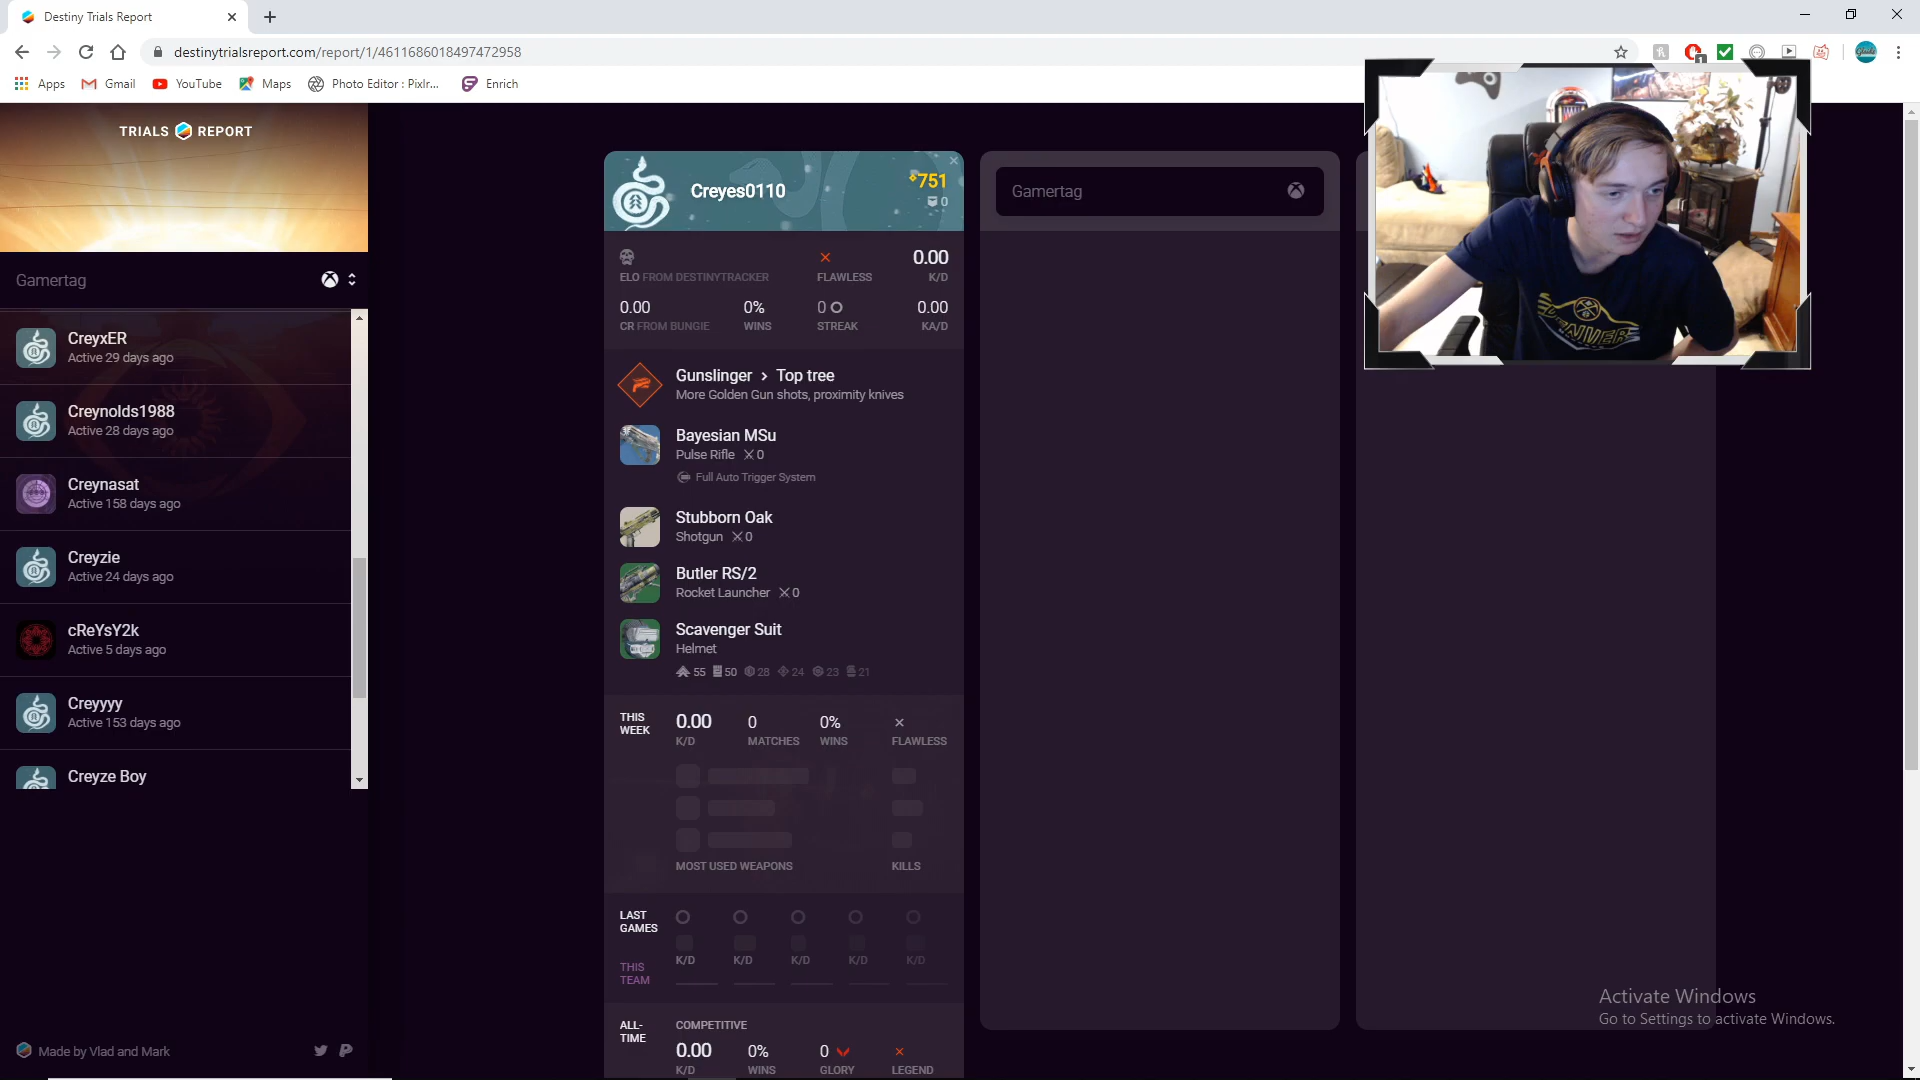 Destiny Trials Report
destinytrialsreport.com/report/1/4611686018497472958
Apps Gmail YouTube Maps Photo Editor : Pixlr... Enrich
TRIALS REPORT
Gamertag
CreyxER
Active 29 days ago
Creynolds1988
Active 28 days ago
Creynasat
Active 158 days ago
Creyzie
Active 24 days ago
cReYsY2k
Active 5 days ago
Creyyyy
Active 153 days ago
Creyze Boy
Made by Vlad and Mark
Creyes0110
751
0
ELO FROM DESTINYTRACKER
FLAWLESS
0.00
K/D
0.00
CR FROM BUNGIE
0%
WINS
0
STREAK
0.00
KA/D
Gunslinger > Top tree
More Golden Gun shots, proximity knives
Bayesian MSu
Pulse Rifle 0
Full Auto Trigger System
Stubborn Oak
Shotgun 0
Butler RS/2
Rocket Launcher 0
Scavenger Suit
Helmet
55 50 28 24 23 21
THIS
WEEK
0.00
K/D
0
MATCHES
0%
WINS
FLAWLESS
MOST USED WEAPONS
KILLS
LAST
GAMES
K/D K/D K/D K/D K/D
THIS
TEAM
ALL-
TIME
COMPETITIVE
0.00
K/D
0%
WINS
0
GLORY
LEGEND
Gamertag
1
DENVER
Activate Windows
Go to Settings to activate Windows.